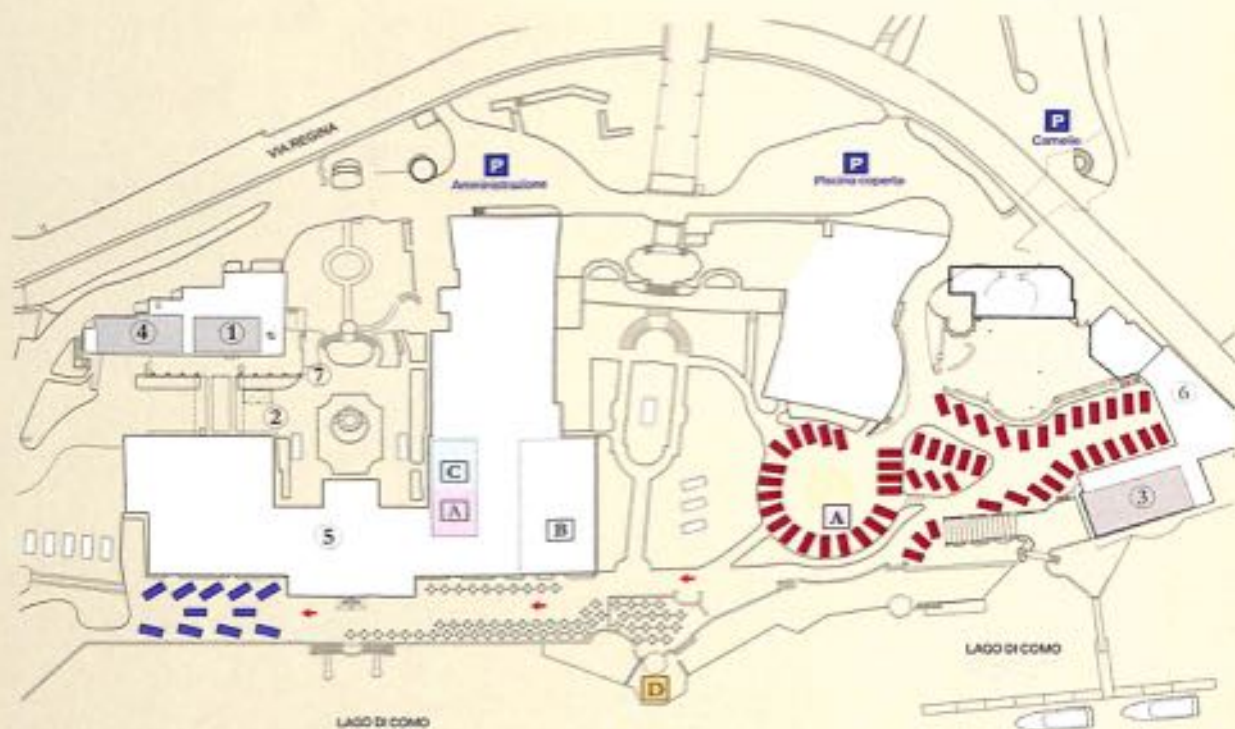 VIA REGINA
P
Amministrazione
P
Piscina coperta
P
Camelie
4
1
7
2
C
A
5
B
A
6
3
D
LAGO DI COMO
LAGO DI COMO